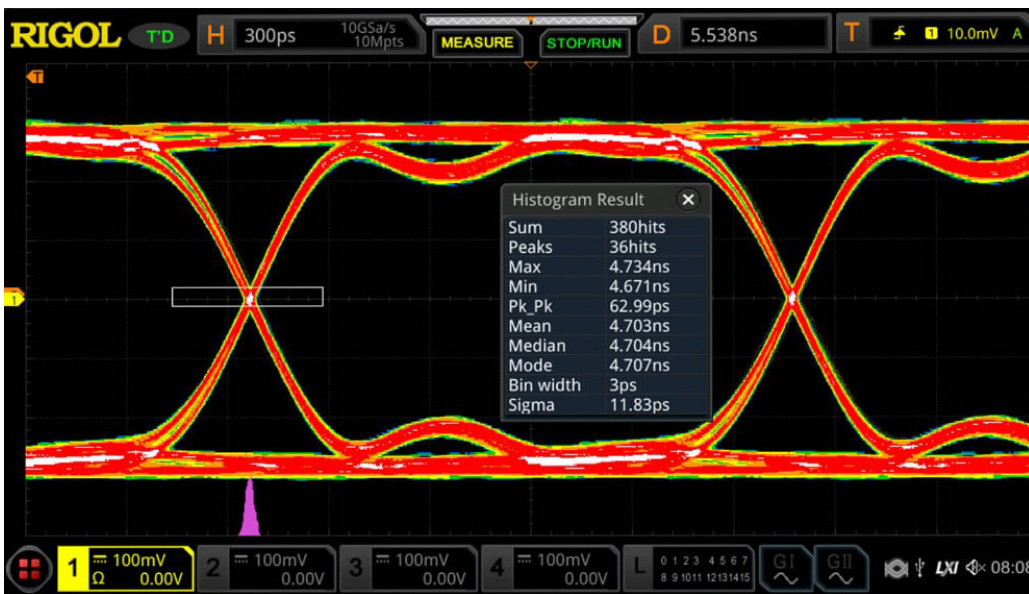 RIGOL T'D H 300ps 10GSa/s 10Mpts MEASURE STOP/RUN D 5.538ns T 1 10.0mV A
T
1
Histogram Result
Sum 380hits
Peaks 36hits
Max 4.734ns
Min 4.671ns
Pk_Pk 62.99ps
Mean 4.703ns
Median 4.704ns
Mode 4.707ns
Bin width 3ps
Sigma 11.83ps
1 100mV Ω 0.00V 2 100mV 0.00V 3 100mV 0.00V 4 100mV 0.00V L 0 1 2 3 4 5 6 7 8 9 10 11 12 13 14 15 GI GII LXI 08:08